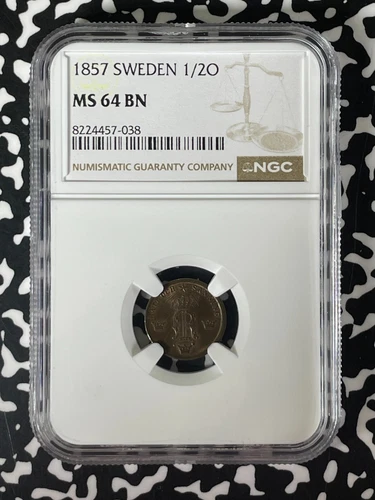 1857 SWEDEN 1/2O
MS 64 BN
8224457-038
NUMISMATIC GUARANTY COMPANY
NGC